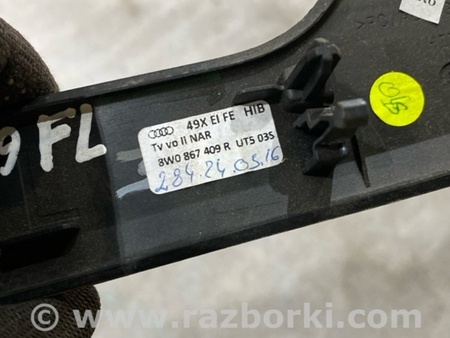 49X EI FE HIB
Tv vo li NAR
8W0 867 409 R UT5 03S
284 24.05.16
9FL
www.razborki.com